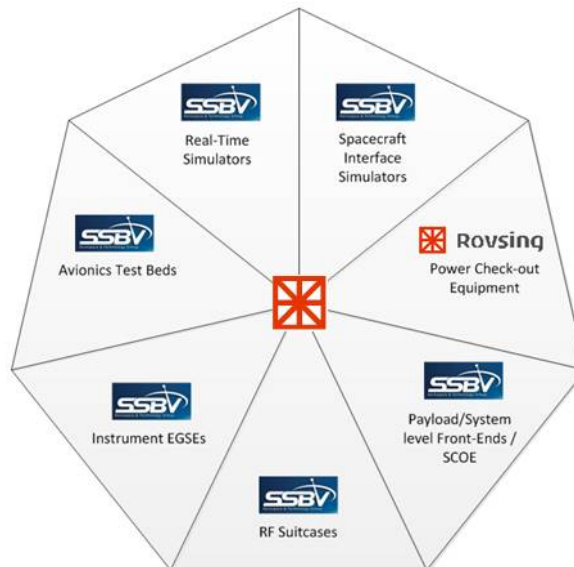 SSBV
Real-Time
Simulators
SSBV
Spacecraft
Interface
Simulators
Rovsing
Power Check-out
Equipment
SSBV
Payload/System
level Front-Ends /
SCOE
SSBV
RF Suitcases
SSBV
Instrument EGSEs
SSBV
Avionics Test Beds